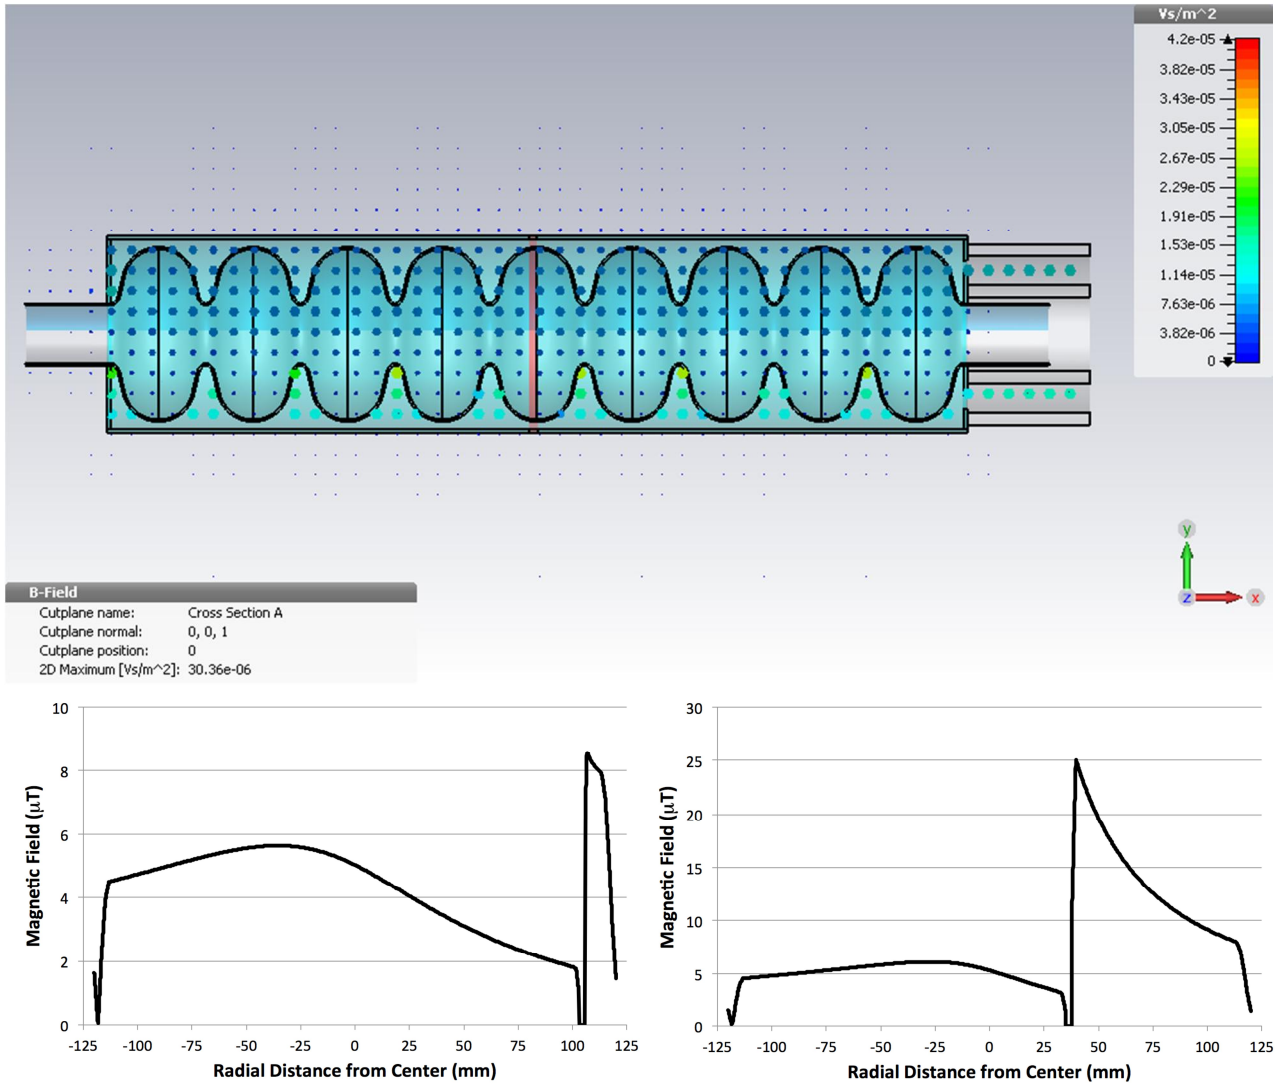 Vs/m^2
4.2e-05
3.82e-05
3.43e-05
3.05e-05
2.67e-05
2.29e-05
1.91e-05
1.53e-05
1.14e-05
7.63e-06
3.82e-06
0
y
z
x
B-Field
Cutplane name: Cross Section A
Cutplane normal: 0, 0, 1
Cutplane position: 0
2D Maximum [Vs/m^2]: 30.36e-06
Magnetic Field (μT)
10
8
6
4
2
0
-125 -100 -75 -50 -25 0 25 50 75 100 125
Radial Distance from Center (mm)
Magnetic Field (μT)
30
25
20
15
10
5
0
-125 -100 -75 -50 -25 0 25 50 75 100 125
Radial Distance from Center (mm)